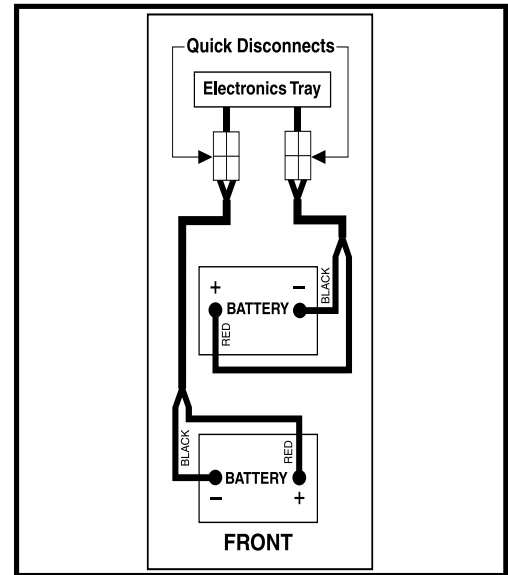 Quick Disconnects
Electronics Tray
+ −
BLACK
BATTERY
RED
BLACK
RED
BATTERY
− +
FRONT